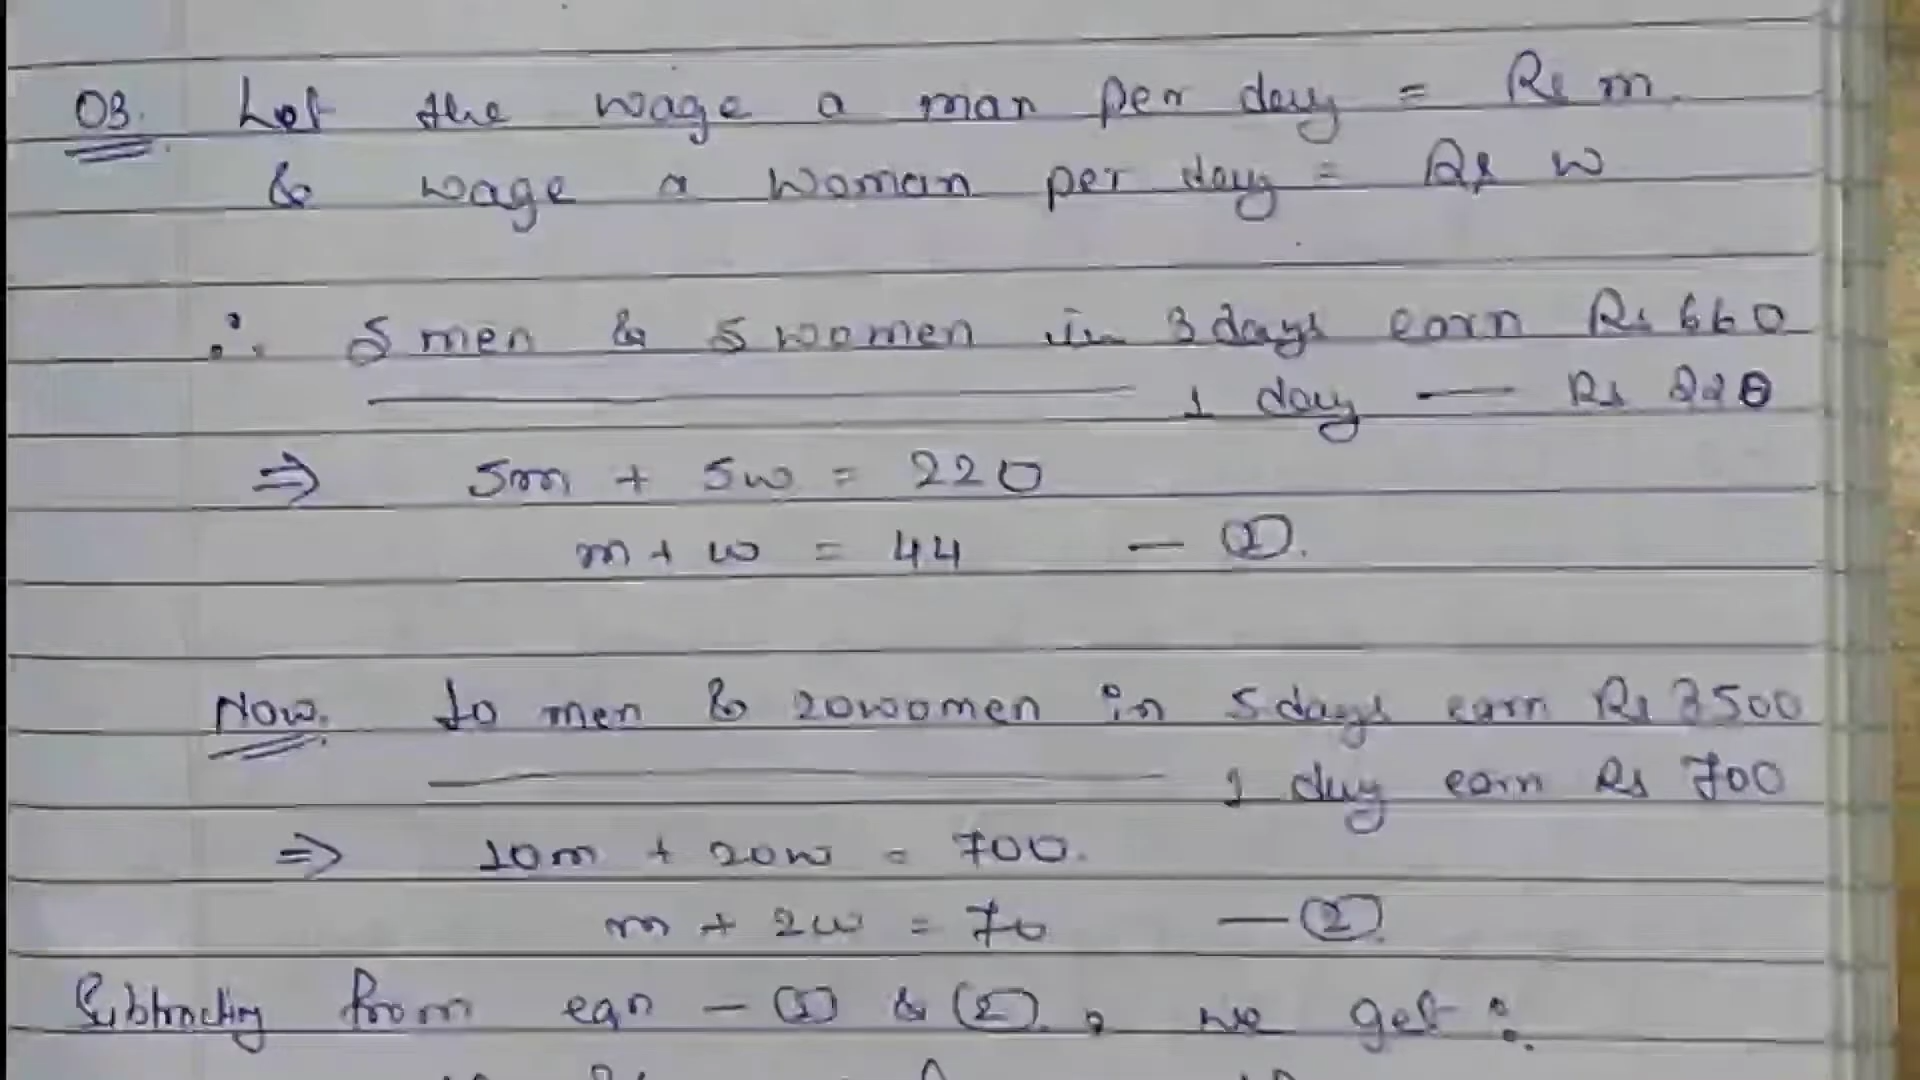 03. Let the wage a man per day = Rs m.
& wage a woman per day = Rs w
∴ 5 men & 5 women in 3 days earn Rs 660
——— 1 day — Rs 220
⇒ 5m + 5w = 220
m + w = 44 — ①.
Now. 10 men & 20 women in 5 days earn Rs 3500
——— 1 day earn Rs 700
⇒ 10m + 20w = 700.
m + 2w = 70 — ②.
Subtracting from eqn — ① & ②, we get :